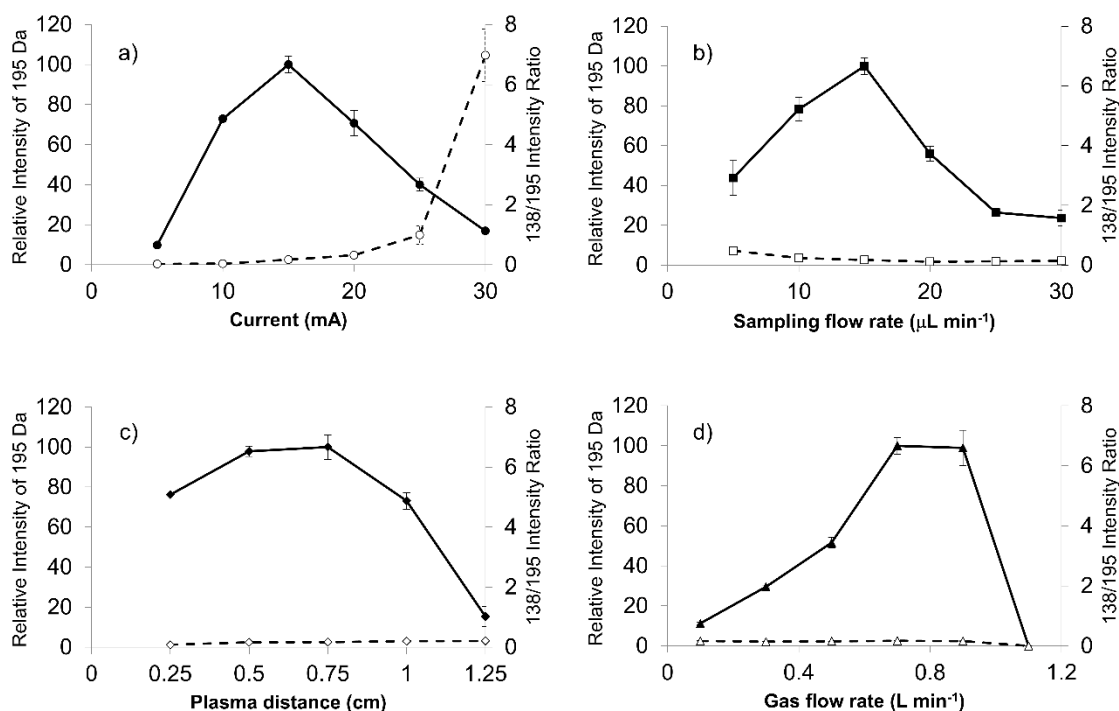 a)
Relative Intensity of 195 Da
120
100
80
60
40
20
0
138/195 Intensity Ratio
8
6
4
2
0
0 10 20 30
Current (mA)
b)
Relative Intensity of 195 Da
120
100
80
60
40
20
0
138/195 Intensity Ratio
8
6
4
2
0
0 10 20 30
Sampling flow rate (μL min⁻¹)
c)
Relative Intensity of 195 Da
120
100
80
60
40
20
0
138/195 Intensity Ratio
8
6
4
2
0
0 0.25 0.5 0.75 1 1.25
Plasma distance (cm)
d)
Relative Intensity of 195 Da
120
100
80
60
40
20
0
138/195 Intensity Ratio
8
6
4
2
0
0 0.4 0.8 1.2
Gas flow rate (L min⁻¹)